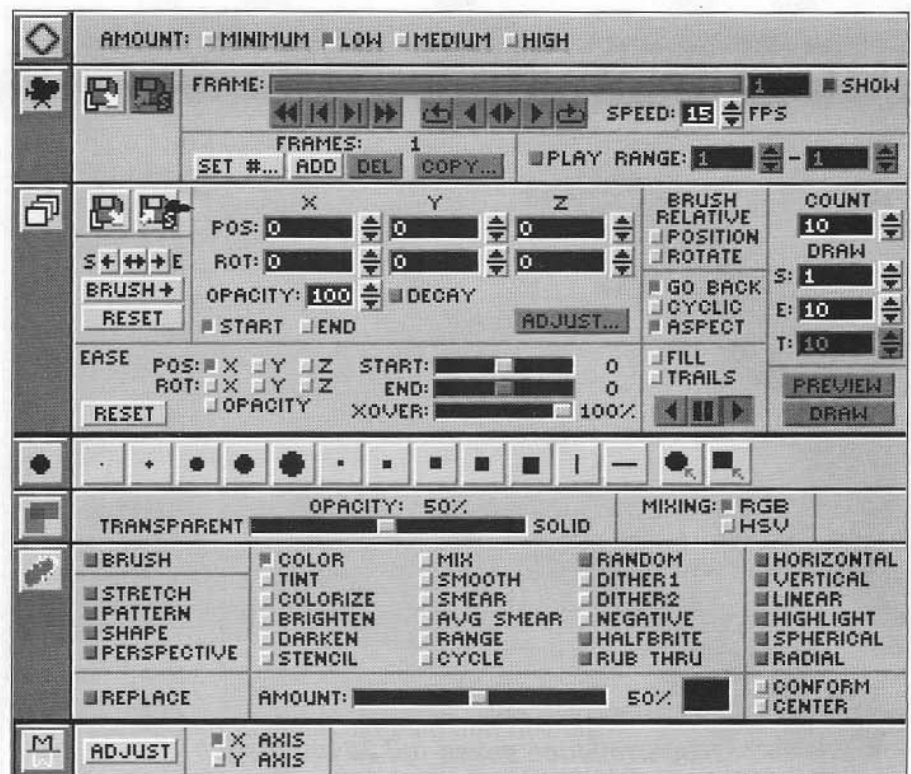 AMOUNT: MINIMUM LOW MEDIUM HIGH
FRAME: 1 SHOW
SPEED: 15 FPS
FRAMES: 1
SET #... ADD DEL COPY...
PLAY RANGE: 1 - 1
X Y Z
POS: 0 0 0
ROT: 0 0 0
S E
BRUSH
RESET
OPACITY: 100 DECAY
START END
ADJUST...
BRUSH
RELATIVE
POSITION
ROTATE
GO BACK
CYCLIC
ASPECT
FILL
TRAILS
COUNT
10
DRAW
S: 1
E: 10
T: 10
PREVIEW
DRAW
EASE
POS: X Y Z
ROT: X Y Z
OPACITY
RESET
START: 0
END: 0
XOVER: 100%
OPACITY: 50%
TRANSPARENT SOLID
MIXING: RGB
HSV
BRUSH
STRETCH
PATTERN
SHAPE
PERSPECTIVE
COLOR
TINT
COLORIZE
BRIGHTEN
DARKEN
STENCIL
MIX
SMOOTH
SMEAR
AVG SMEAR
RANGE
CYCLE
RANDOM
DITHER1
DITHER2
NEGATIVE
HALFBRITE
RUB THRU
HORIZONTAL
VERTICAL
LINEAR
HIGHLIGHT
SPHERICAL
RADIAL
REPLACE
AMOUNT: 50%
CONFORM
CENTER
M
ADJUST
X AXIS
Y AXIS